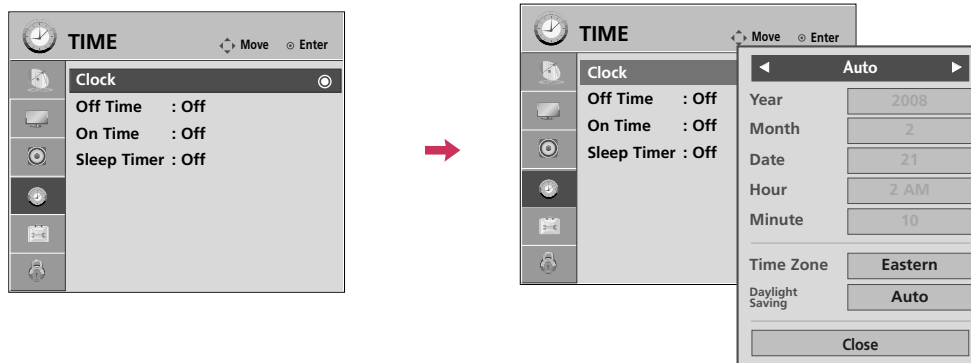 TIME
Move Enter
Clock
Off Time : Off
On Time : Off
Sleep Timer : Off
TIME
Move Enter
Clock
Off Time : Off
On Time : Off
Sleep Timer : Off
Auto
Year 2008
Month 2
Date 21
Hour 2 AM
Minute 10
Time Zone Eastern
Daylight
Saving Auto
Close